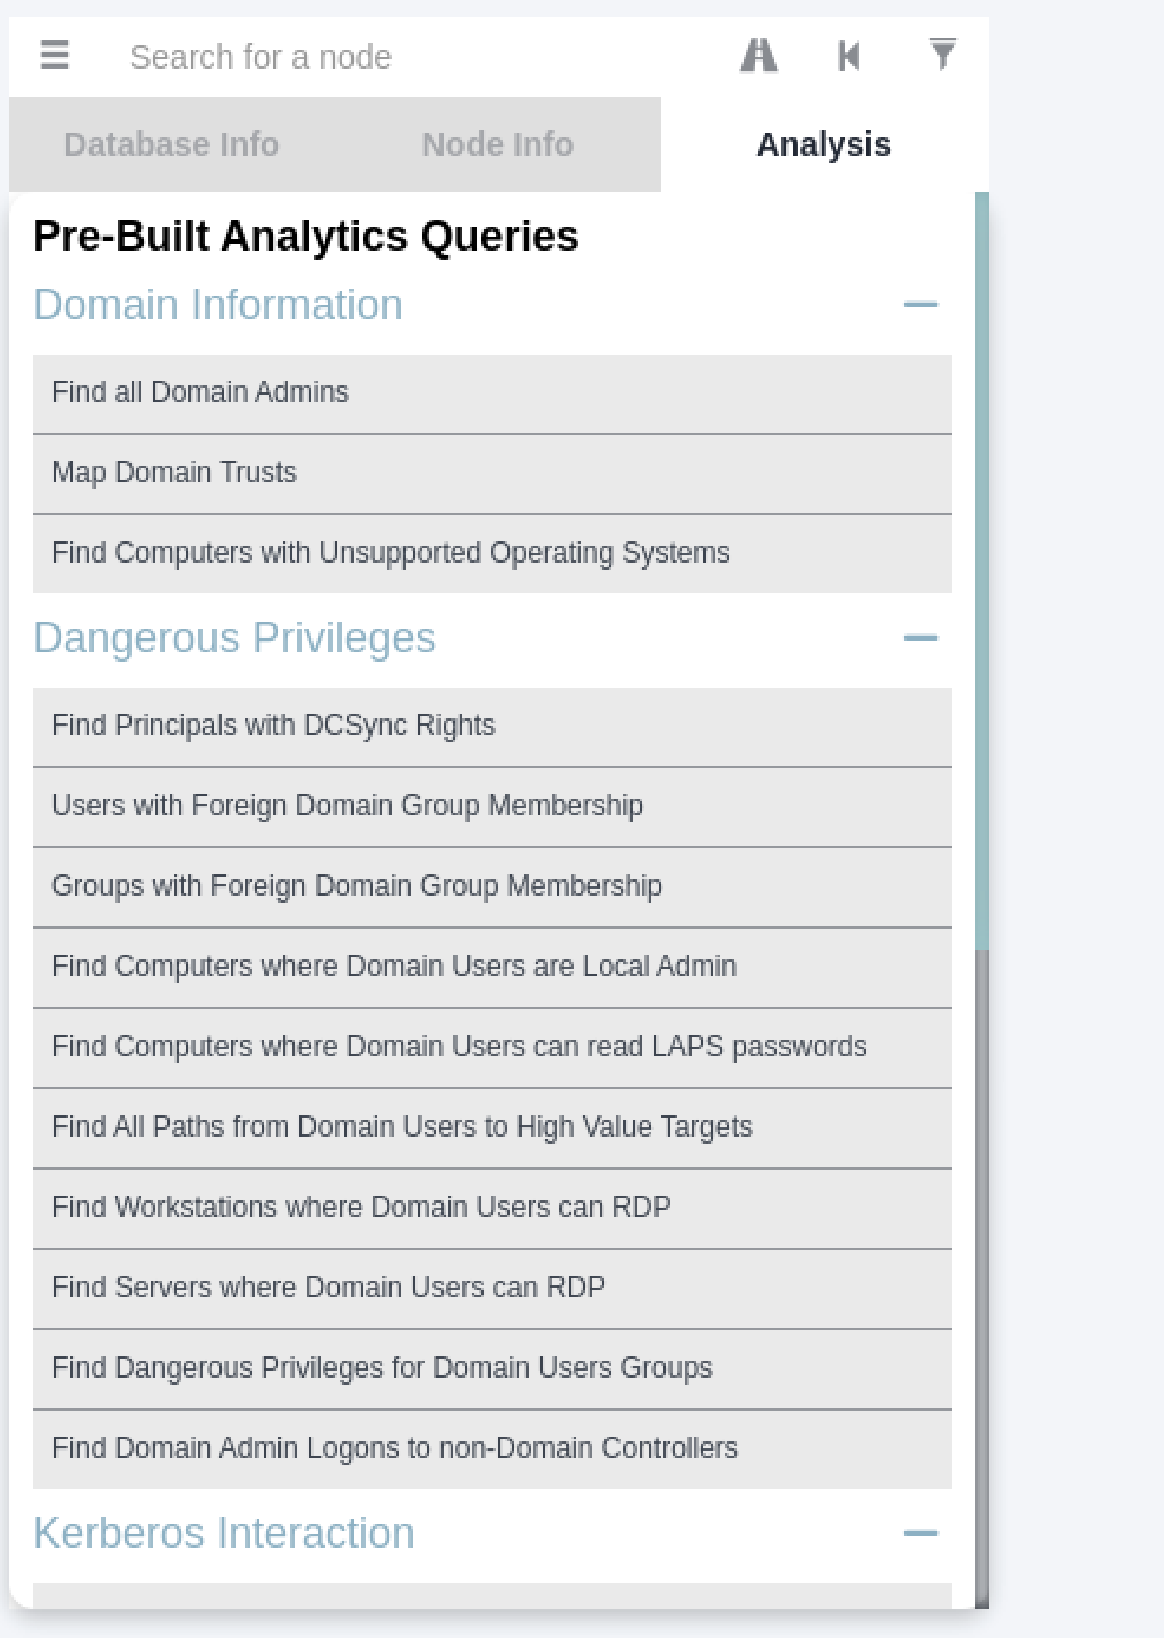 Search for a node
Database Info
Node Info
Analysis
Pre-Built Analytics Queries
Domain Information
Find all Domain Admins
Map Domain Trusts
Find Computers with Unsupported Operating Systems
Dangerous Privileges
Find Principals with DCSync Rights
Users with Foreign Domain Group Membership
Groups with Foreign Domain Group Membership
Find Computers where Domain Users are Local Admin
Find Computers where Domain Users can read LAPS passwords
Find All Paths from Domain Users to High Value Targets
Find Workstations where Domain Users can RDP
Find Servers where Domain Users can RDP
Find Dangerous Privileges for Domain Users Groups
Find Domain Admin Logons to non-Domain Controllers
Kerberos Interaction